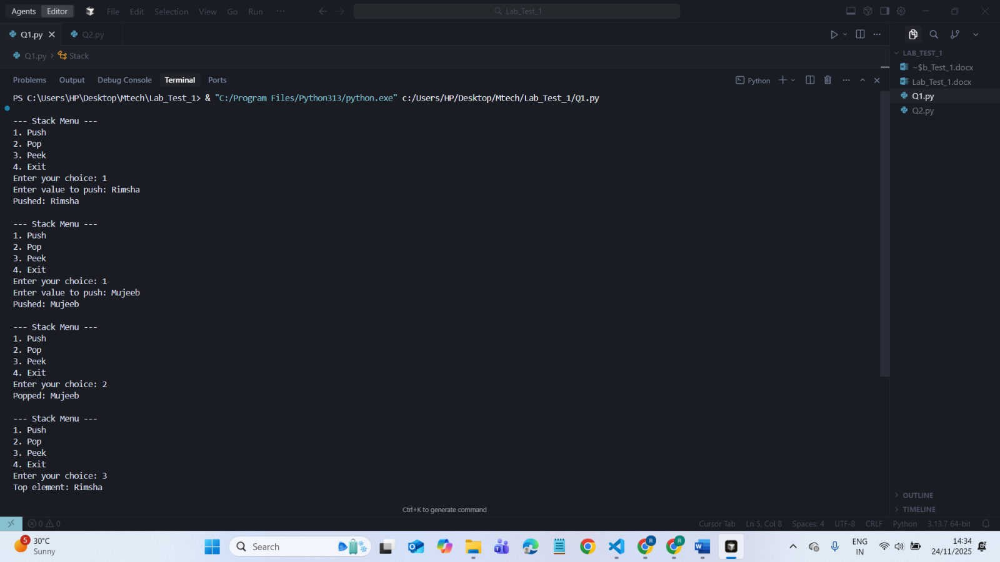 Agents Editor File Edit Selection View Go Run ··· Lab_Test_1
Q1.py Q2.py
Q1.py > Stack
Problems Output Debug Console Terminal Ports Python
PS C:\Users\HP\Desktop\Mtech\Lab_Test_1> & "C:/Program Files/Python313/python.exe" c:/Users/HP/Desktop/Mtech/Lab_Test_1/Q1.py
--- Stack Menu ---
1. Push
2. Pop
3. Peek
4. Exit
Enter your choice: 1
Enter value to push: Rimsha
Pushed: Rimsha
--- Stack Menu ---
1. Push
2. Pop
3. Peek
4. Exit
Enter your choice: 1
Enter value to push: Mujeeb
Pushed: Mujeeb
--- Stack Menu ---
1. Push
2. Pop
3. Peek
4. Exit
Enter your choice: 2
Popped: Mujeeb
--- Stack Menu ---
1. Push
2. Pop
3. Peek
4. Exit
Enter your choice: 3
Top element: Rimsha
Ctrl+K to generate command
LAB_TEST_1
~$b_Test_1.docx
Lab_Test_1.docx
Q1.py
Q2.py
OUTLINE
TIMELINE
0 0 Cursor Tab Ln 5, Col 8 Spaces: 4 UTF-8 CRLF Python 3.13.7 64-bit
5 30°C
Sunny
Search
R R
ENG
IN
14:34
24/11/2025